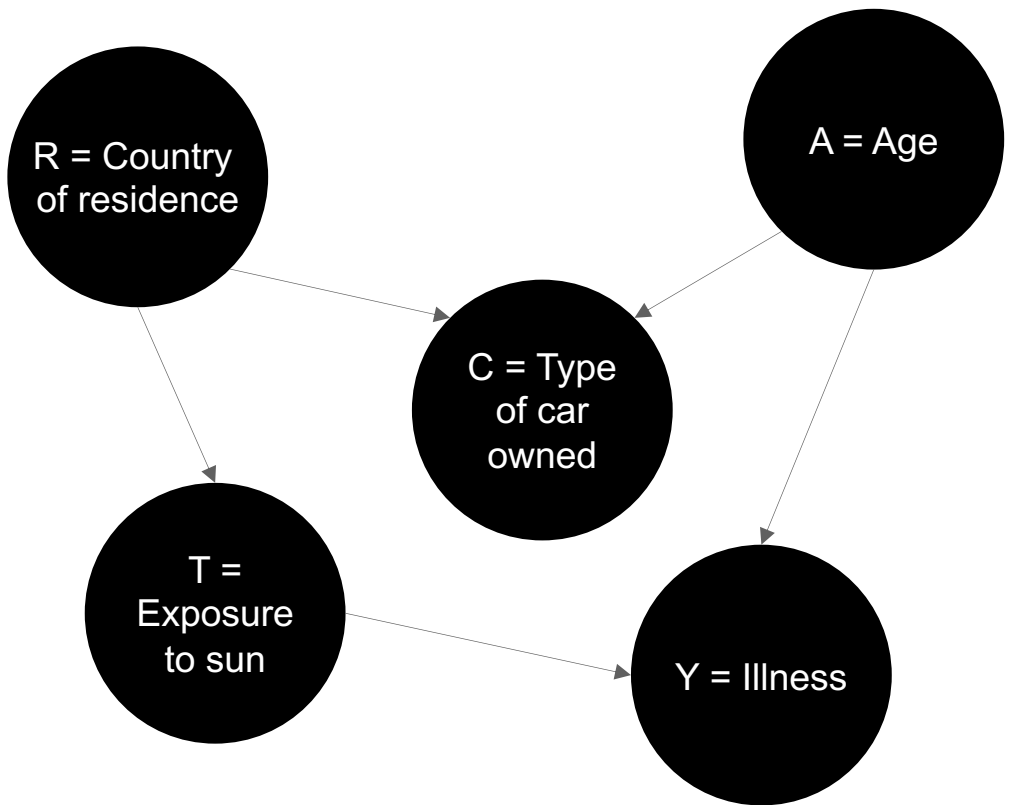 R = Country
of residence
A = Age
C = Type
of car
owned
T =
Exposure
to sun
Y = Illness